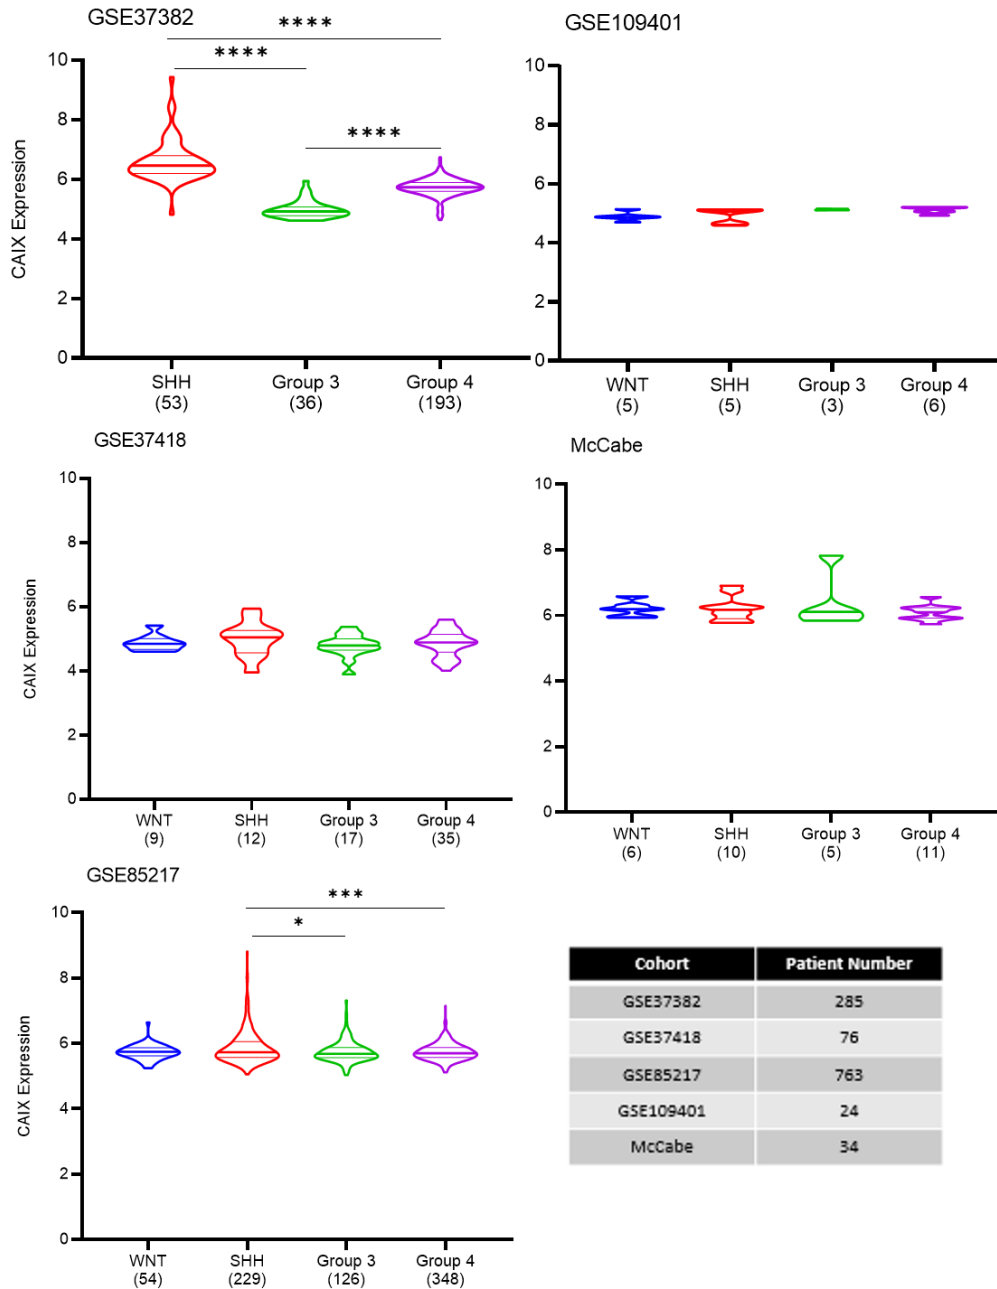 GSE37382
****
****
****
10
8
6
4
2
0
CAIX Expression
SHH Group 3 Group 4
(53) (36) (193)
GSE109401
10
8
6
4
2
0
WNT SHH Group 3 Group 4
(5) (5) (3) (6)
GSE37418
10
8
6
4
2
0
CAIX Expression
WNT SHH Group 3 Group 4
(9) (12) (17) (35)
McCabe
10
8
6
4
2
0
WNT SHH Group 3 Group 4
(6) (10) (5) (11)
GSE85217
***
*
10
8
6
4
2
0
CAIX Expression
WNT SHH Group 3 Group 4
(54) (229) (126) (348)
Cohort Patient Number
GSE37382 285
GSE37418 76
GSE85217 763
GSE109401 24
McCabe 34